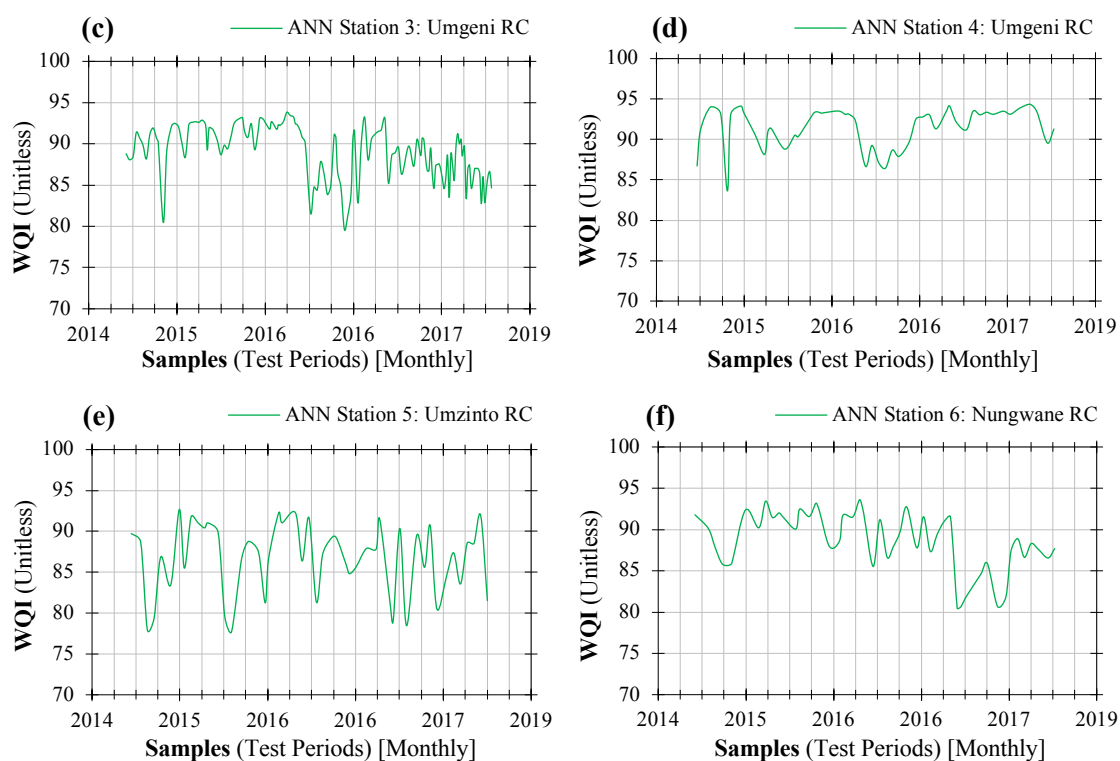 (c)
ANN Station 3: Umgeni RC
WQI (Unitless)
100
95
90
85
80
75
70
2014 2015 2016 2016 2017 2019
Samples (Test Periods) [Monthly]
(d)
ANN Station 4: Umgeni RC
WQI (Unitless)
100
95
90
85
80
75
70
2014 2015 2016 2016 2017 2019
Samples (Test Periods) [Monthly]
(e)
ANN Station 5: Umzinto RC
WQI (Unitless)
100
95
90
85
80
75
70
2014 2015 2016 2016 2017 2019
Samples (Test Periods) [Monthly]
(f)
ANN Station 6: Nungwane RC
WQI (Unitless)
100
95
90
85
80
75
70
2014 2015 2016 2016 2017 2019
Samples (Test Periods) [Monthly]